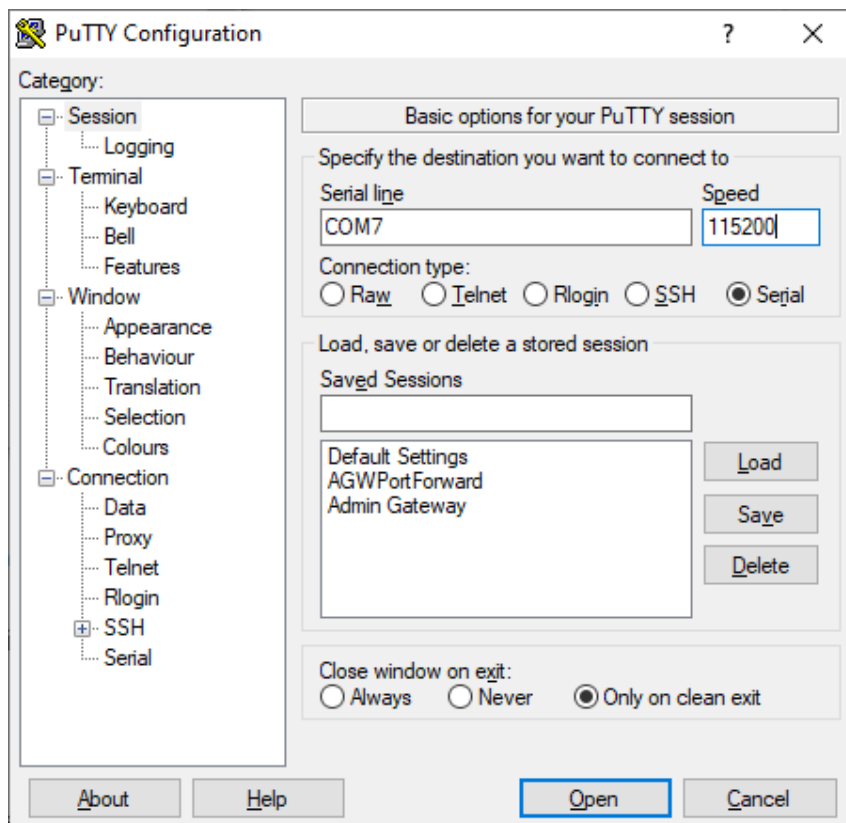 PuTTY Configuration
?
Category:
Session
Logging
Terminal
Keyboard
Bell
Features
Window
Appearance
Behaviour
Translation
Selection
Colours
Connection
Data
Proxy
Telnet
Rlogin
SSH
Serial
Basic options for your PuTTY session
Specify the destination you want to connect to
Serial line Speed
COM7 115200
Connection type:
Raw Telnet Rlogin SSH Serial
Load, save or delete a stored session
Saved Sessions
Default Settings
AGWPortForward
Admin Gateway
Load
Save
Delete
Close window on exit:
Always Never Only on clean exit
About Help Open Cancel